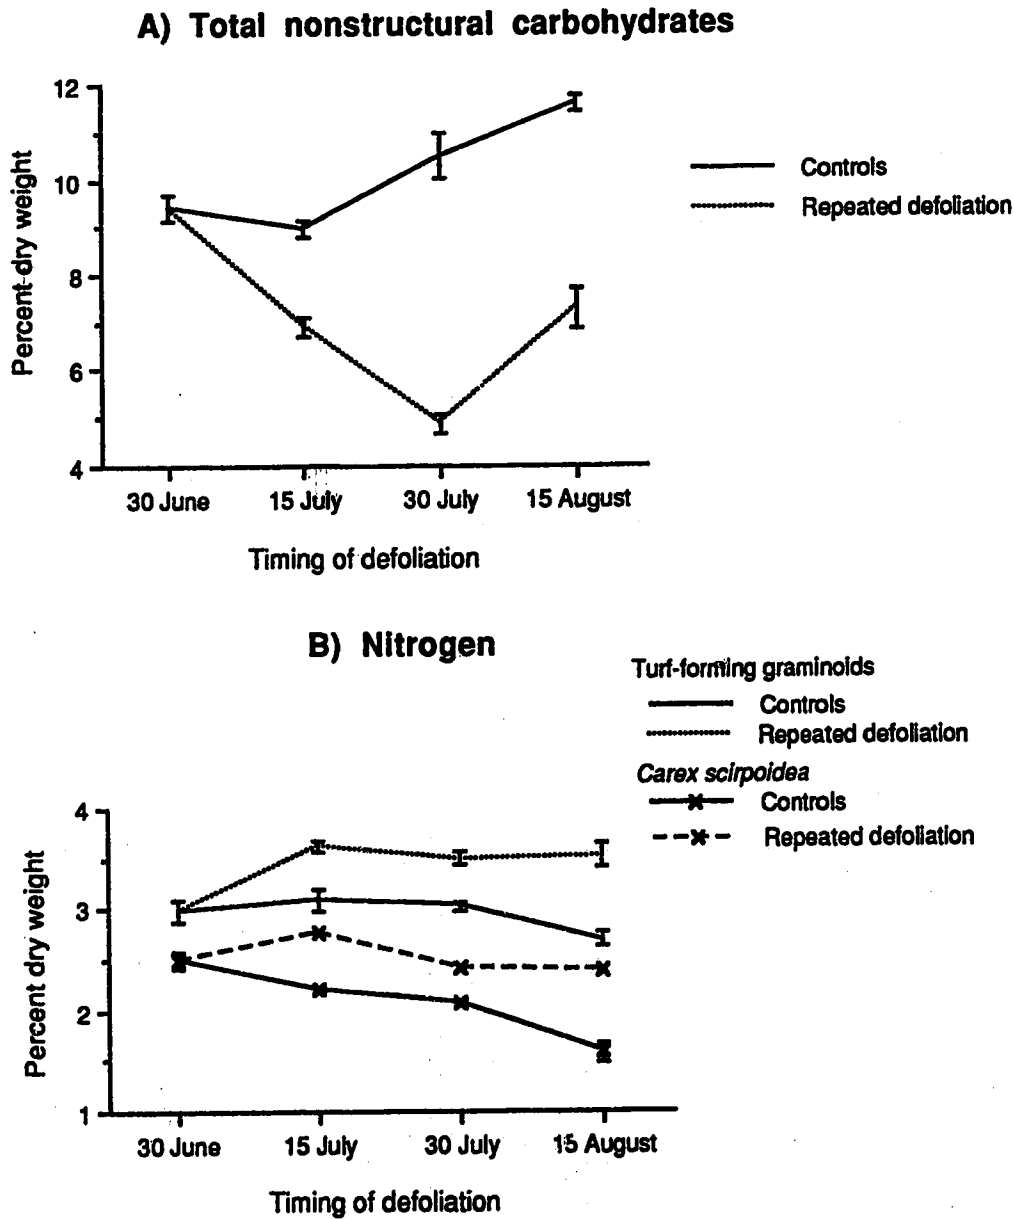 A) Total nonstructural carbohydrates
12
10
8
6
4
Percent dry weight
30 June 15 July 30 July 15 August
Timing of defoliation
Controls
Repeated defoliation
B) Nitrogen
Turf-forming graminoids
Controls
Repeated defoliation
Carex scirpoidea
Controls
Repeated defoliation
4
3
2
1
Percent dry weight
30 June 15 July 30 July 15 August
Timing of defoliation